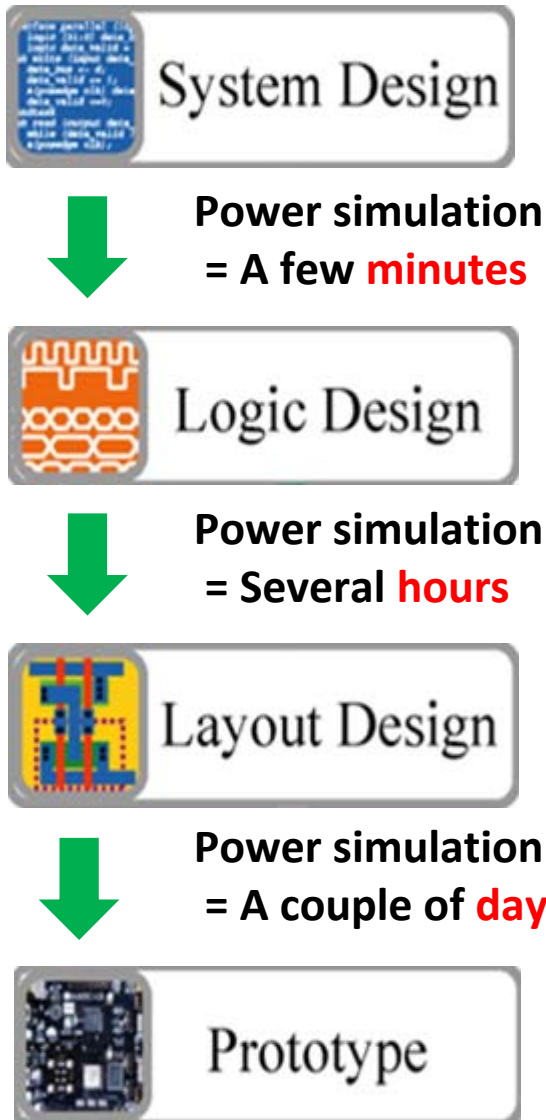 System Design
Power simulation
= A few minutes
Logic Design
Power simulation
= Several hours
Layout Design
Power simulation
= A couple of day
Prototype